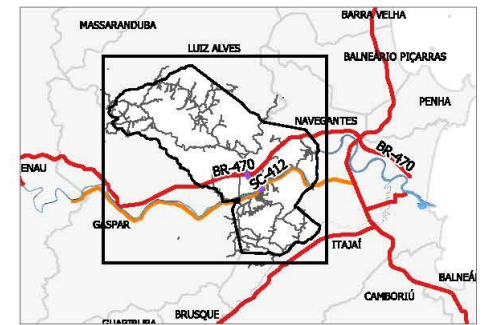 BARRA VELHA
MASSARANDUBA
LUIZ ALVES
BALNEÁRIO PIÇARRAS
PENHA
NAVEGANTES
BR-470
BR-470
ENAU
SC-412
GASPAR
ITAJAÍ
BALNEÁ
CAMBORIÚ
BRUSQUE